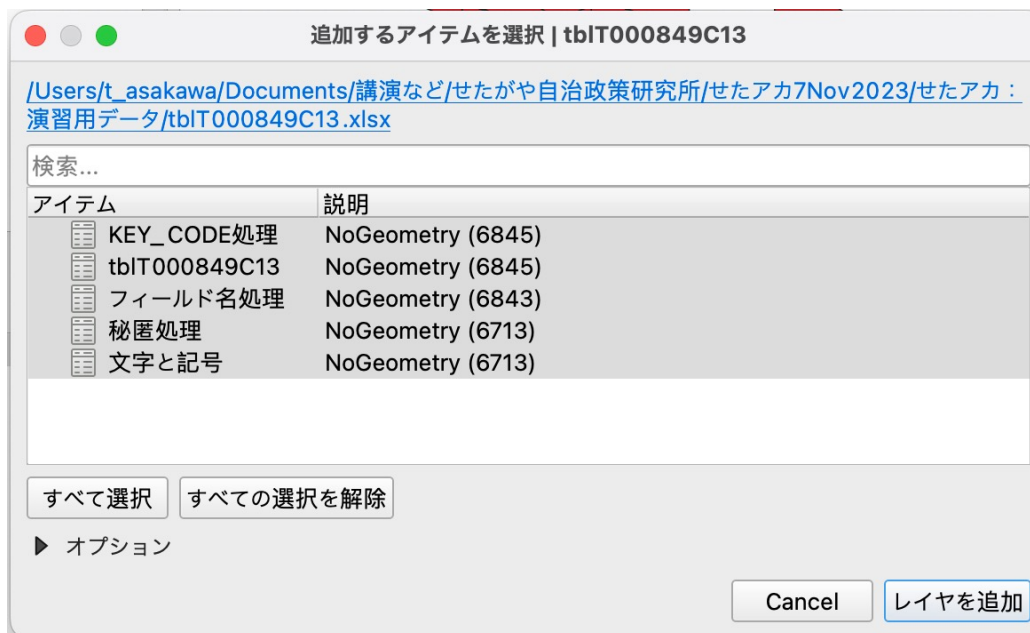 追加するアイテムを選択 | tblT000849C13
/Users/t_asakawa/Documents/講演など/せたがや自治政策研究所/せたアカ7Nov2023/せたアカ：
演習用データ/tblT000849C13.xlsx
検索...
アイテム 説明
KEY_CODE処理 NoGeometry (6845)
tblT000849C13 NoGeometry (6845)
フィールド名処理 NoGeometry (6843)
秘匿処理 NoGeometry (6713)
文字と記号 NoGeometry (6713)
すべて選択 すべての選択を解除
オプション
Cancel レイヤを追加